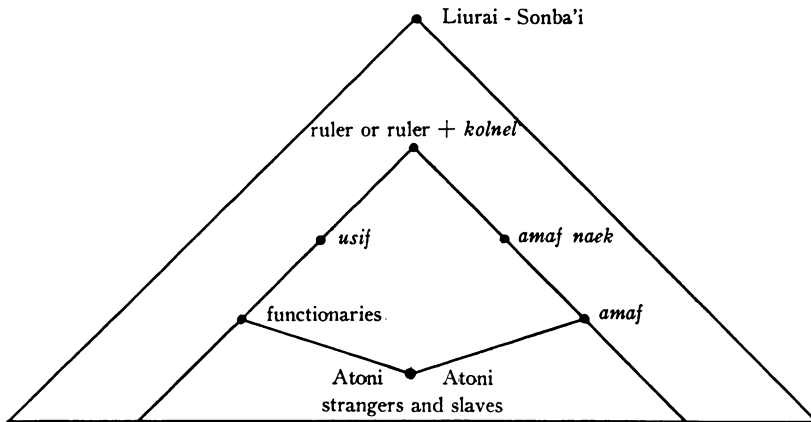 Liurai - Sonba'i
ruler or ruler + kolnel
usif amaf naek
functionaries amaf
Atoni Atoni
strangers and slaves